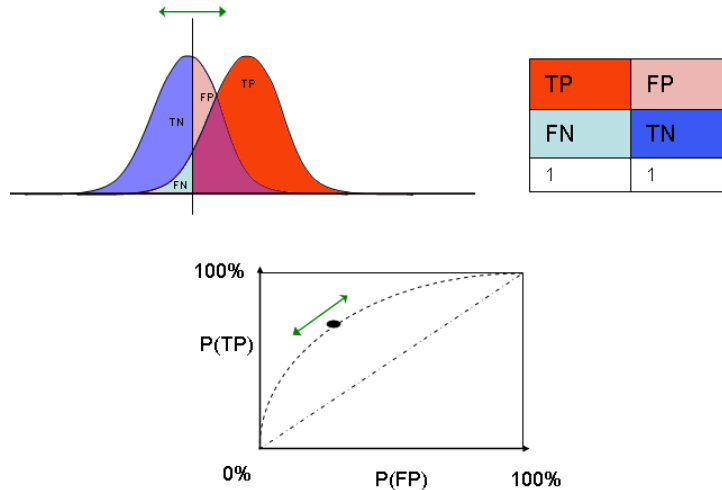 TP
FP
TN
FN
TP FP
FN TN
1 1
100%
P(TP)
0%
P(FP)
100%